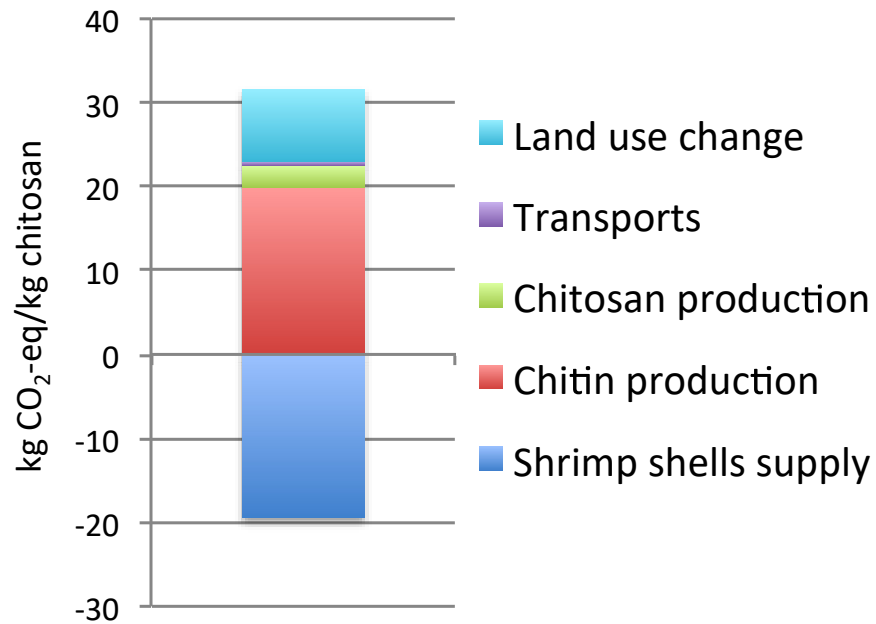 40
30
20
10
0
-10
-20
-30
kg CO₂-eq/kg chitosan
Land use change
Transports
Chitosan production
Chitin production
Shrimp shells supply